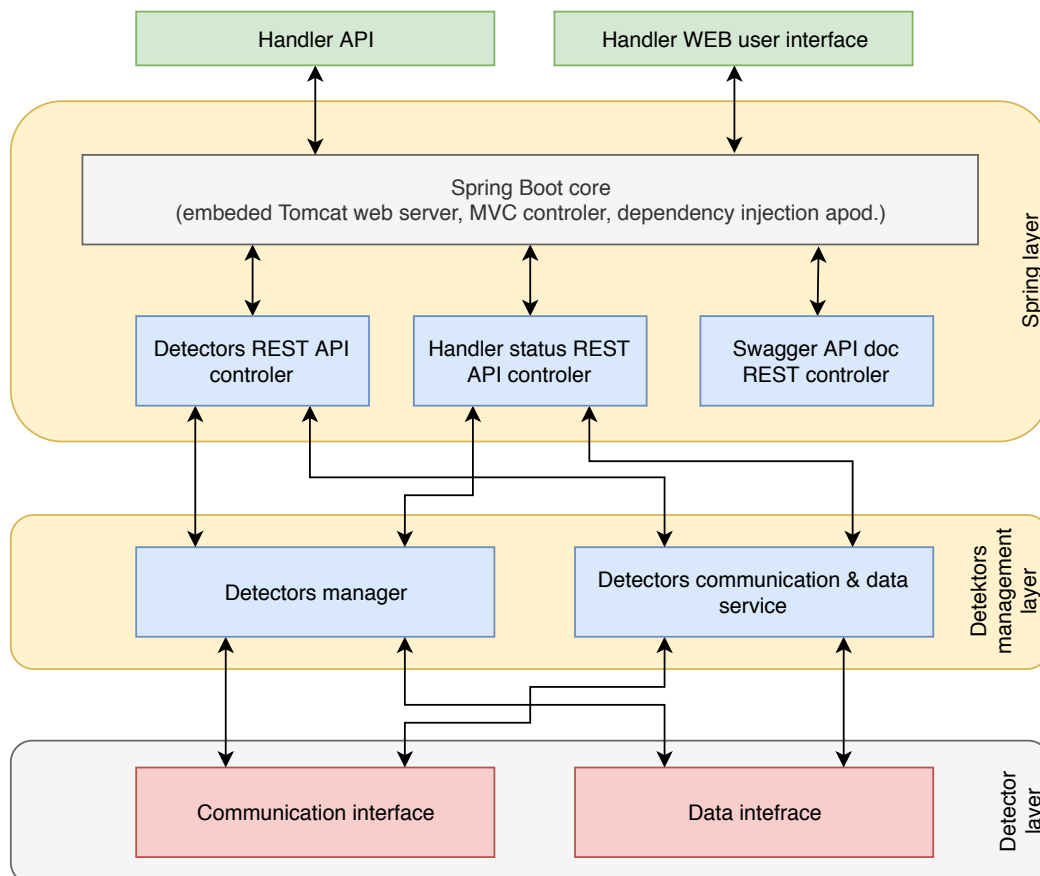 Handler API
Handler WEB user interface
Spring Boot core
(embeded Tomcat web server, MVC controler, dependency injection apod.)
Spring layer
Detectors REST API
controler
Handler status REST
API controler
Swagger API doc
REST controler
Detectors manager
Detectors communication & data
service
Detektors
management
layer
Communication interface
Data intefrace
Detector
layer